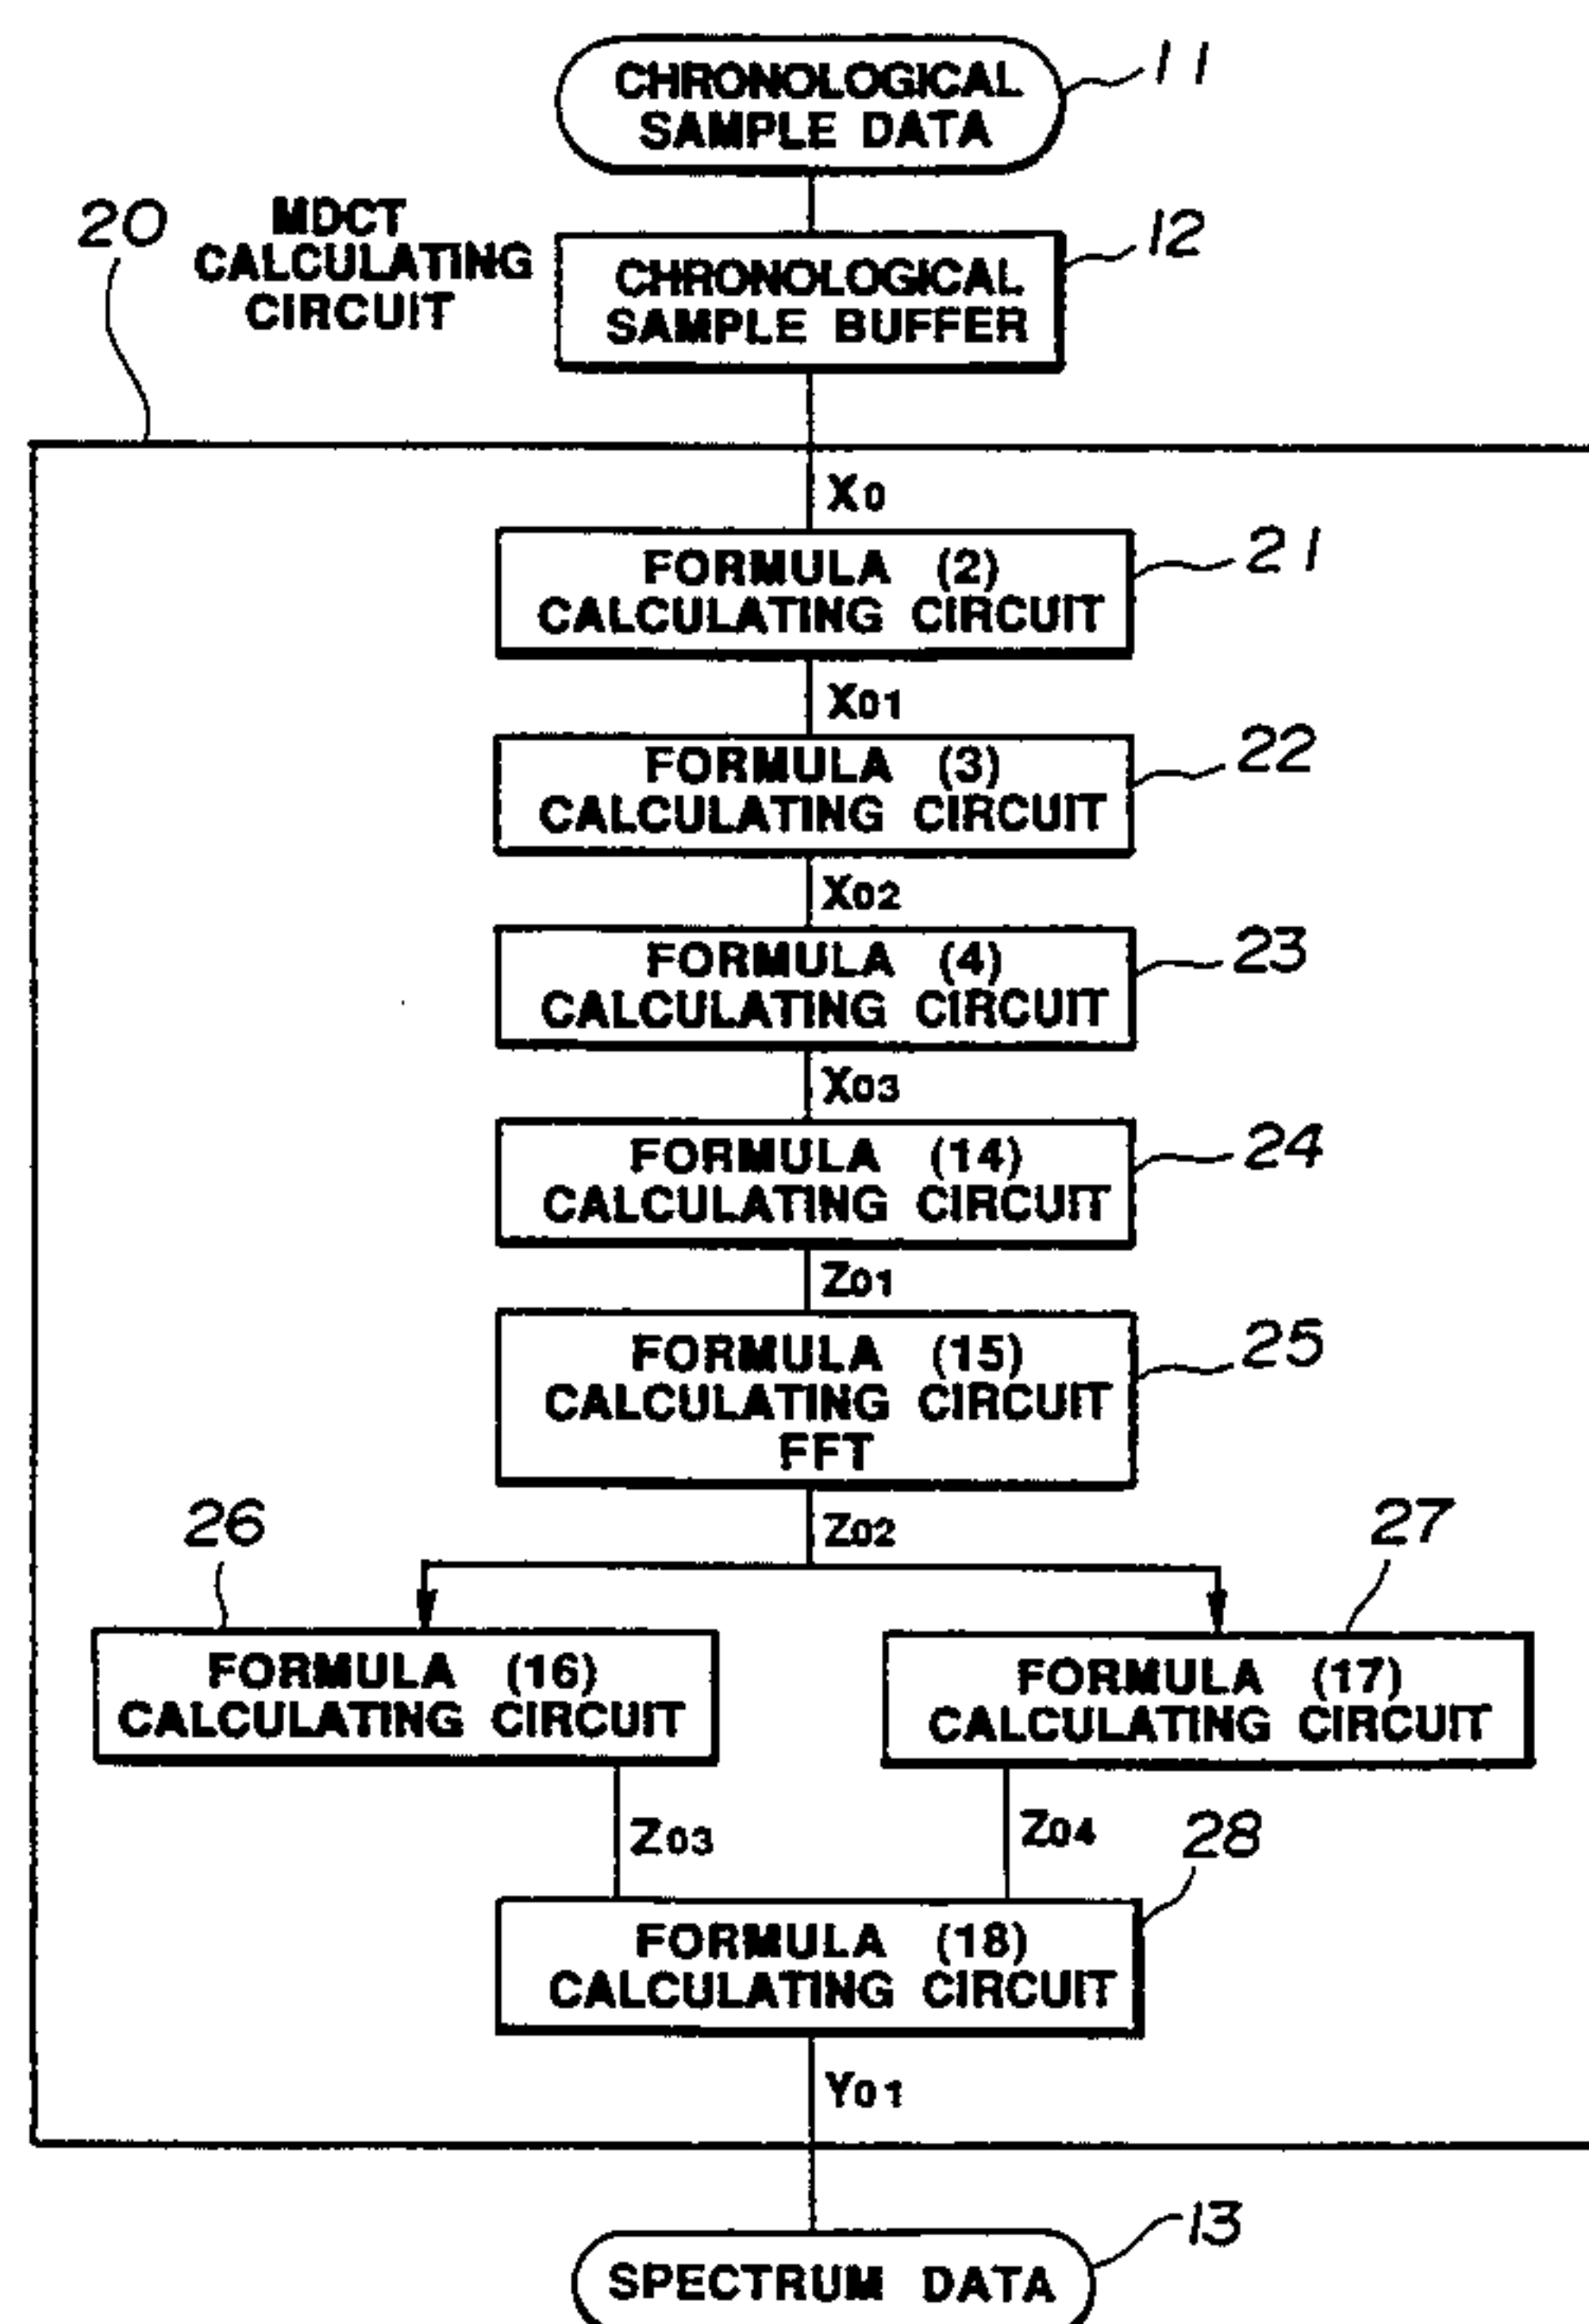 CHRONOLOGICAL
SAMPLE DATA
11
20
MDCT
CALCULATING
CIRCUIT
CHRONOLOGICAL
SAMPLE BUFFER
12
X0
FORMULA (2)
CALCULATING CIRCUIT
21
X01
FORMULA (3)
CALCULATING CIRCUIT
22
X02
FORMULA (4)
CALCULATING CIRCUIT
23
X03
FORMULA (14)
CALCULATING CIRCUIT
24
Z01
FORMULA (15)
CALCULATING CIRCUIT
FFT
25
Z02
26
27
FORMULA (16)
CALCULATING CIRCUIT
FORMULA (17)
CALCULATING CIRCUIT
Z03
Z04
28
FORMULA (18)
CALCULATING CIRCUIT
Y01
13
SPECTRUM DATA